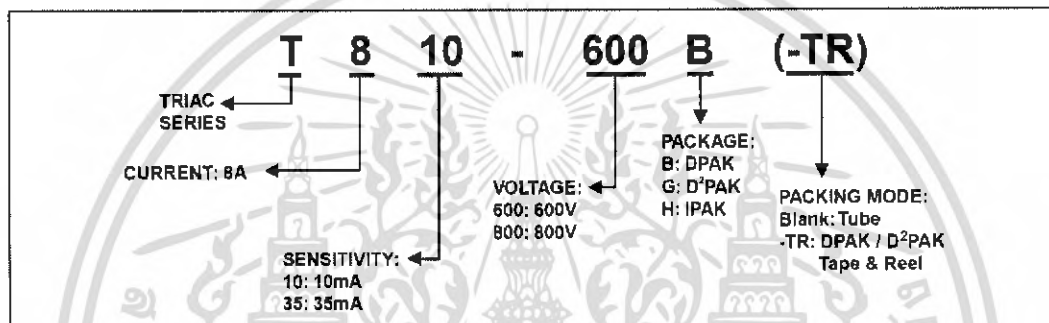 T 8 10 - 600 B (-TR)
TRIAC
SERIES
CURRENT: 8A
SENSITIVITY:
10: 10mA
35: 35mA
VOLTAGE:
600: 600V
800: 800V
PACKAGE:
B: DPAK
G: D²PAK
H: IPAK
PACKING MODE:
Blank: Tube
-TR: DPAK / D²PAK
Tape & Reel